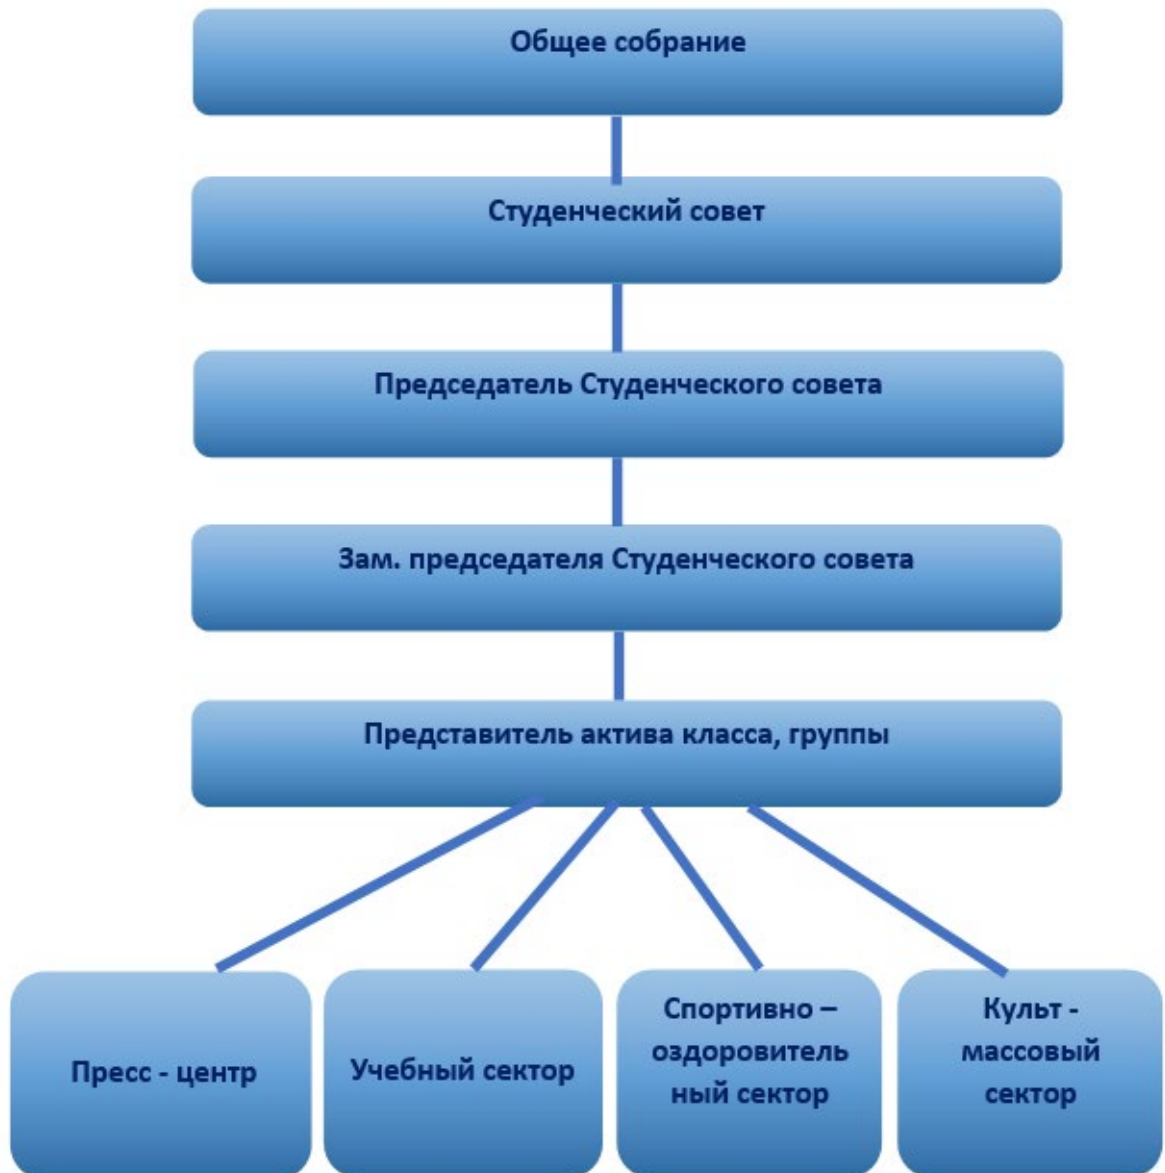 Общее собрание
Студенческий совет
Председатель Студенческого совета
Зам. председателя Студенческого совета
Представитель актива класса, группы
Пресс - центр
Учебный сектор
Спортивно –
оздоровитель
ный сектор
Культ -
массовый
сектор